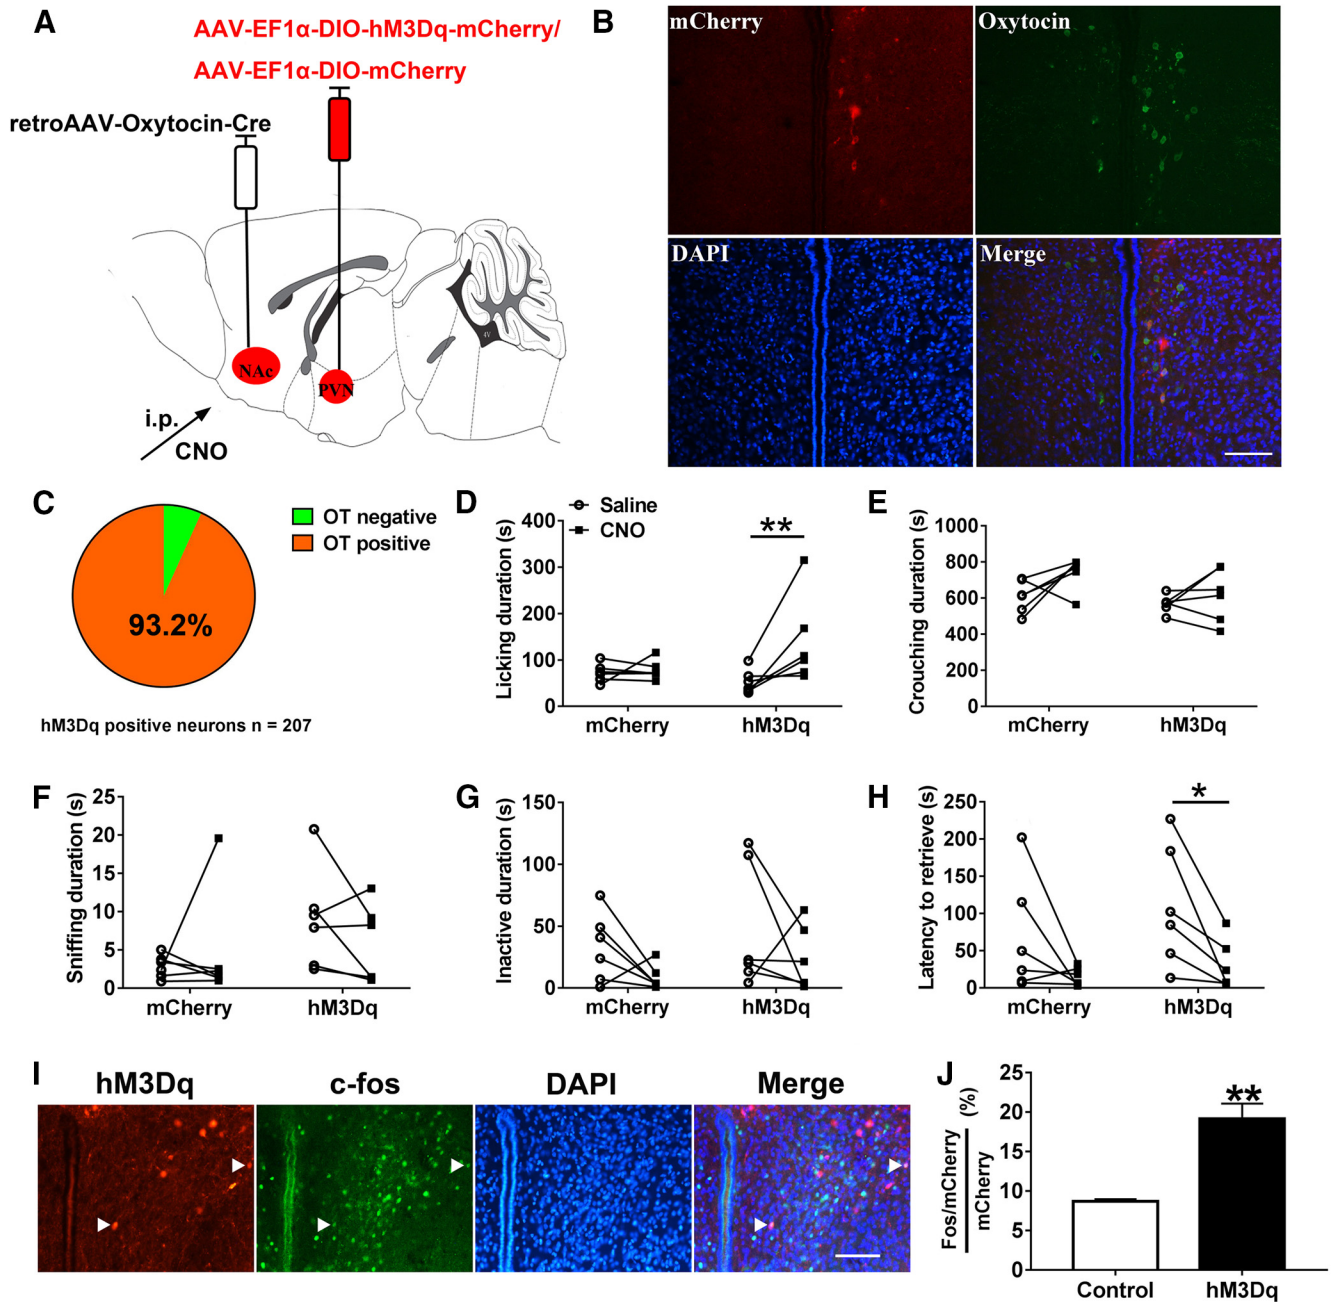 A
AAV-EF1α-DIO-hM3Dq-mCherry/
AAV-EF1α-DIO-mCherry
retroAAV-Oxytocin-Cre
NAc
PVN
i.p.
CNO
B
mCherry
Oxytocin
DAPI
Merge
C
OT negative
OT positive
93.2%
hM3Dq positive neurons n = 207
D
Saline
CNO
**
Licking duration (s)
400
300
200
100
0
mCherry
hM3Dq
E
Crouching duration (s)
1000
800
600
400
200
0
mCherry
hM3Dq
F
Sniffing duration (s)
25
20
15
10
5
0
mCherry
hM3Dq
G
Inactive duration (s)
150
100
50
0
mCherry
hM3Dq
H
*
Latency to retrieve (s)
250
200
150
100
50
0
mCherry
hM3Dq
I
hM3Dq
c-fos
DAPI
Merge
J
**
Fos/mCherry (%)
mCherry
25
20
15
10
5
0
Control
hM3Dq